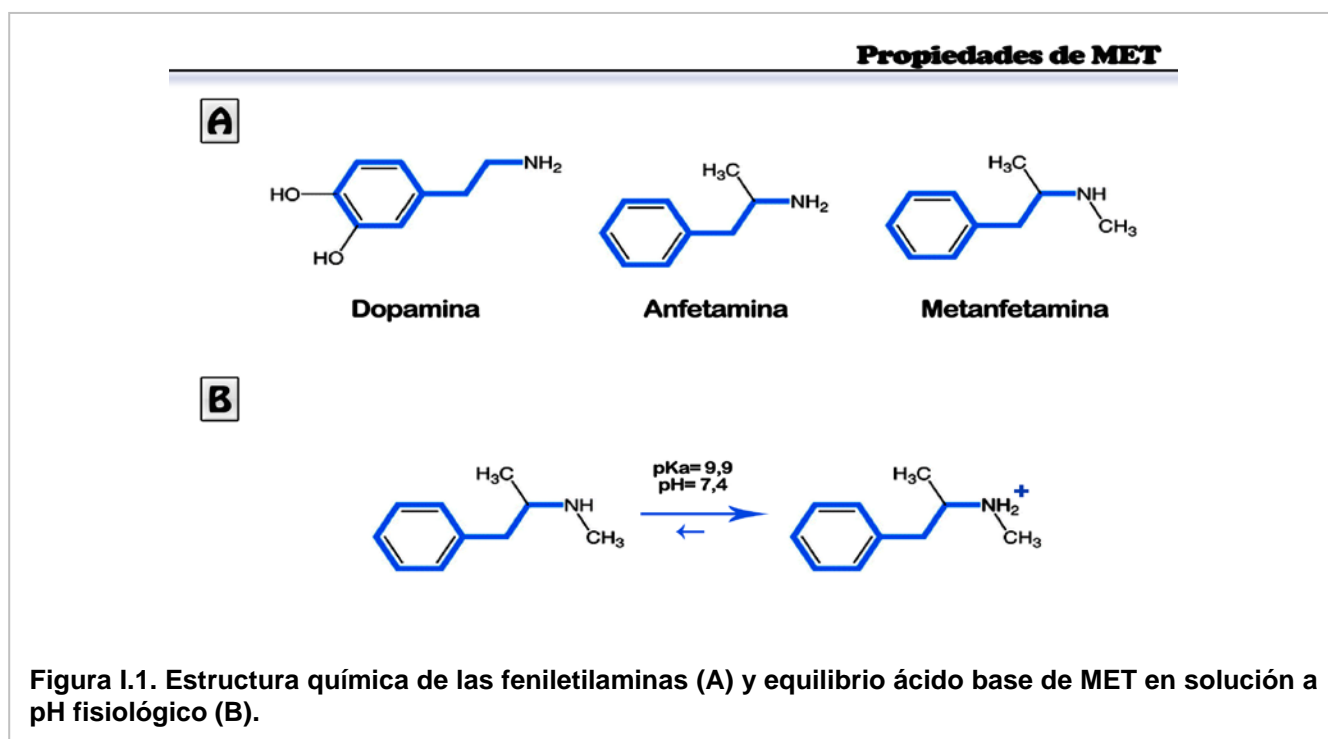 Propiedades de MET
A
HO
HO
NH₂
Dopamina
H₃C
NH₂
Anfetamina
H₃C
NH
CH₃
Metanfetamina
B
H₃C
NH
CH₃
pKa= 9,9
pH= 7,4
H₃C
NH₂+
CH₃
Figura I.1. Estructura química de las feniletilaminas (A) y equilibrio ácido base de MET en solución a
pH fisiológico (B).